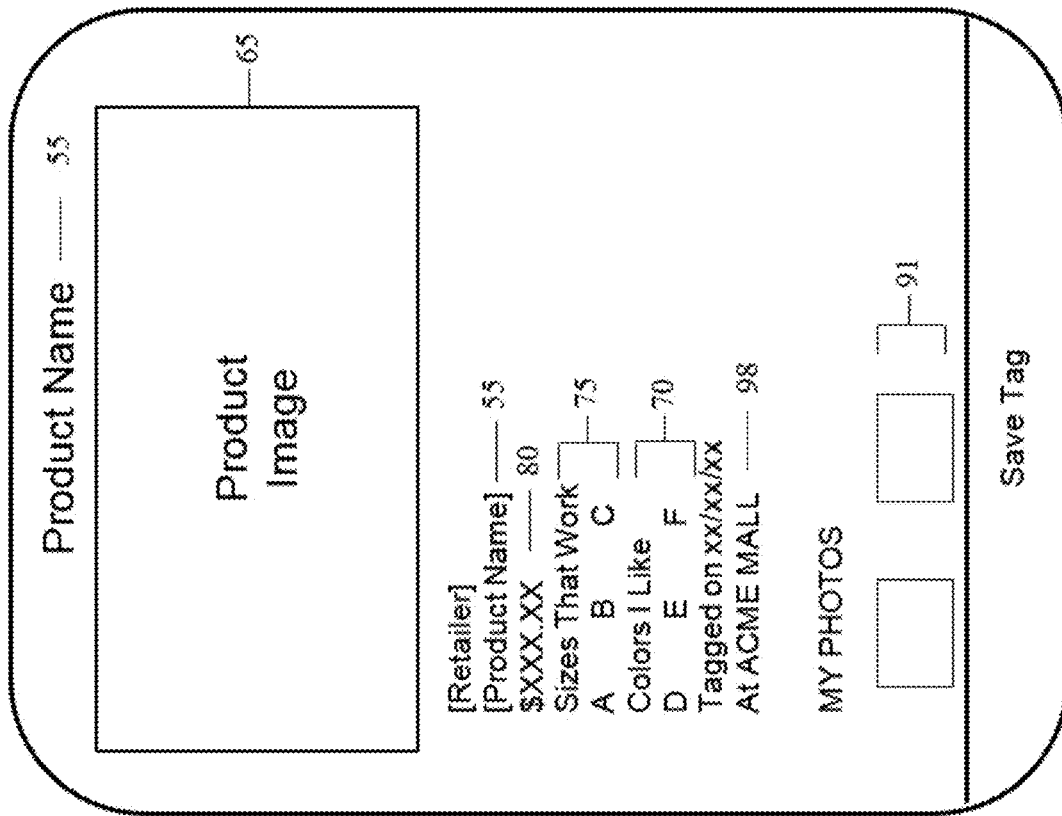 Product Name 55
Product
Image
65
[Retailer]
[Product Name] 55
$XXX.XX 80
Sizes That Work
A B C
75
Colors I Like
D E F
70
Tagged on xx/xx/xx
At ACME MALL 98
MY PHOTOS
91
Save Tag